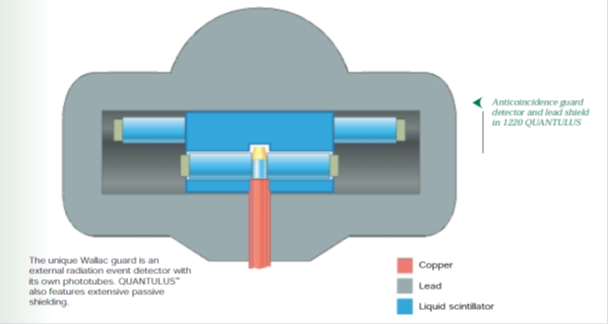 Anticoincidence guard
detector and lead shield
in 1220 QUANTULUS
The unique Wallac guard is an
external radiation event detector with
its own phototubes. QUANTULUS™
also features extensive passive
shielding.
Copper
Lead
Liquid scintillator